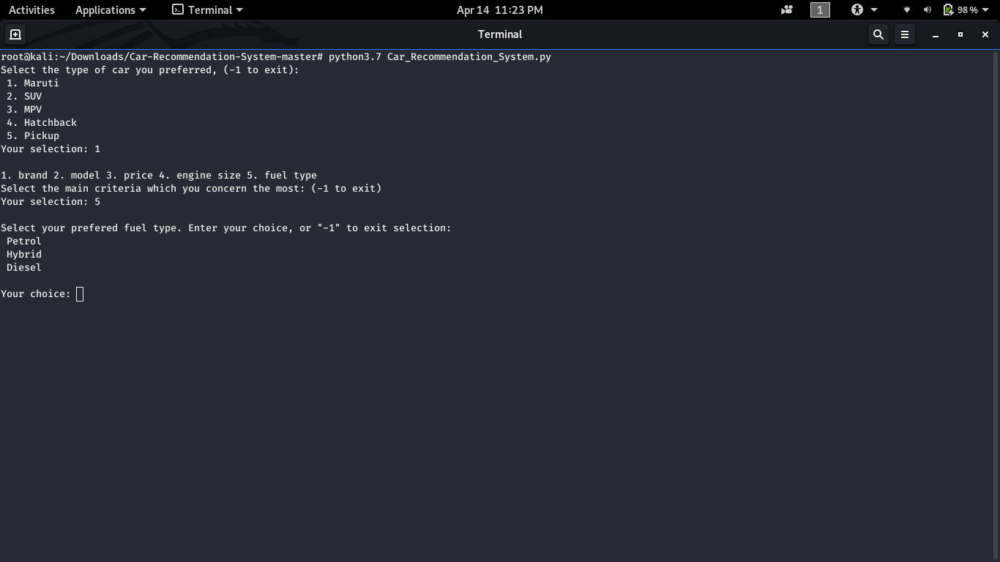 Activities Applications Terminal Apr 14 11:23 PM 1 98 %
Terminal
root@kali:~/Downloads/Car-Recommendation-System-master# python3.7 Car_Recommendation_System.py
Select the type of car you preferred, (-1 to exit):
1. Maruti
2. SUV
3. MPV
4. Hatchback
5. Pickup
Your selection: 1
1. brand 2. model 3. price 4. engine size 5. fuel type
Select the main criteria which you concern the most: (-1 to exit)
Your selection: 5
Select your prefered fuel type. Enter your choice, or "-1" to exit selection:
Petrol
Hybrid
Diesel
Your choice: